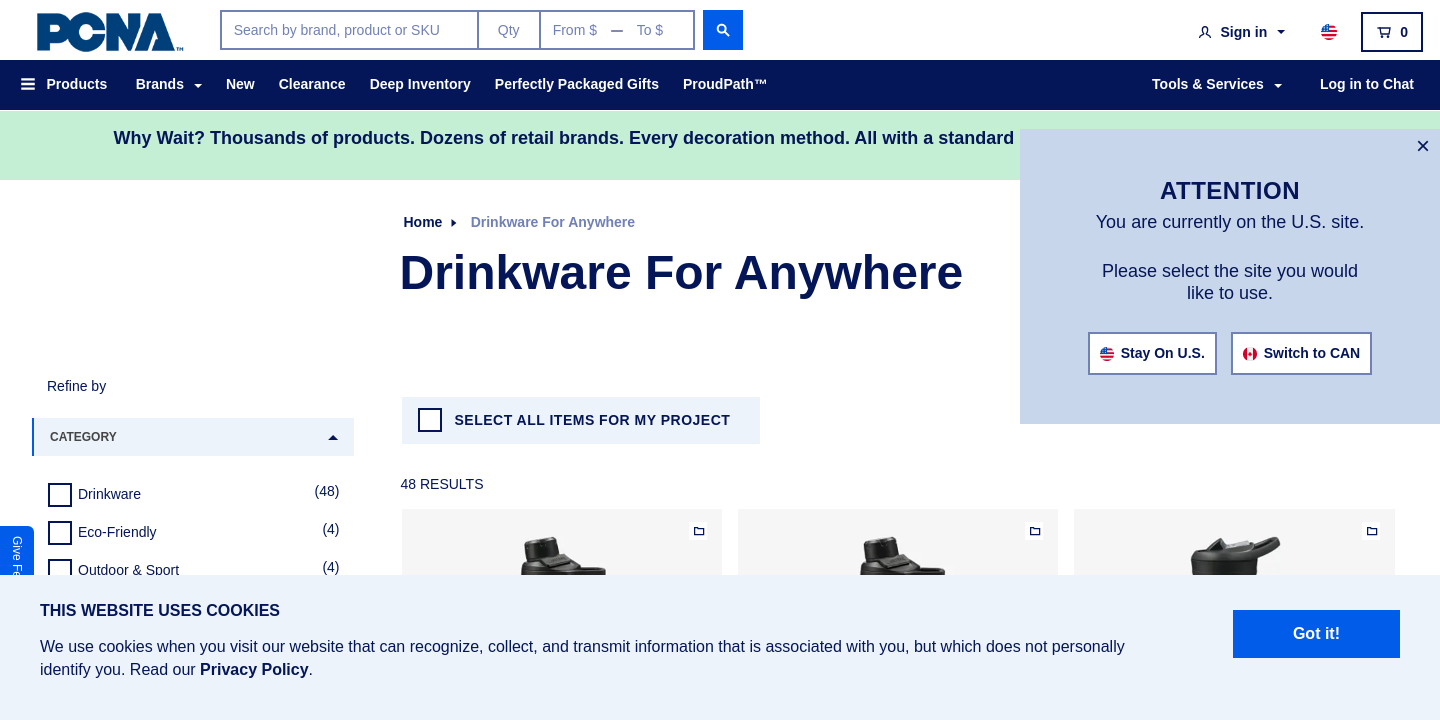 PCNA™
Search by brand, product or SKU
Qty
From $ — To $
Sign in
0
Products
Brands
New
Clearance
Deep Inventory
Perfectly Packaged Gifts
ProudPath™
Tools & Services
Log in to Chat
Why Wait? Thousands of products. Dozens of retail brands. Every decoration method. All with a standard
×
ATTENTION
You are currently on the U.S. site.
Please select the site you would
like to use.
Stay On U.S.
Switch to CAN
Home
Drinkware For Anywhere
Drinkware For Anywhere
Refine by
CATEGORY
Drinkware (48)
Eco-Friendly (4)
Outdoor & Sport (4)
SELECT ALL ITEMS FOR MY PROJECT
48 RESULTS
Give
THIS WEBSITE USES COOKIES
We use cookies when you visit our website that can recognize, collect, and transmit information that is associated with you, but which does not personally
identify you. Read our Privacy Policy.
Got it!